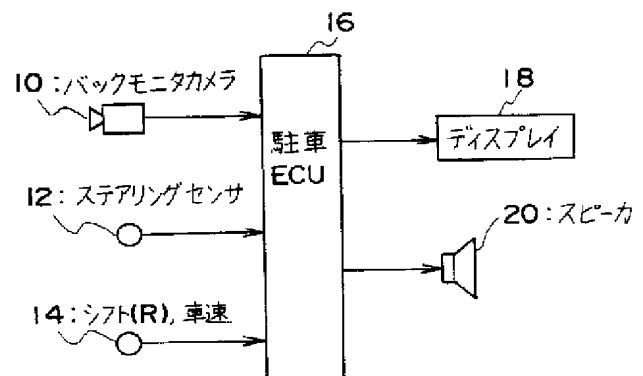 16
10：バックモニタカメラ
18
ディスプレイ
駐車
ECU
12：ステアリングセンサ
20：スピーカ
14：シフト(R), 車速